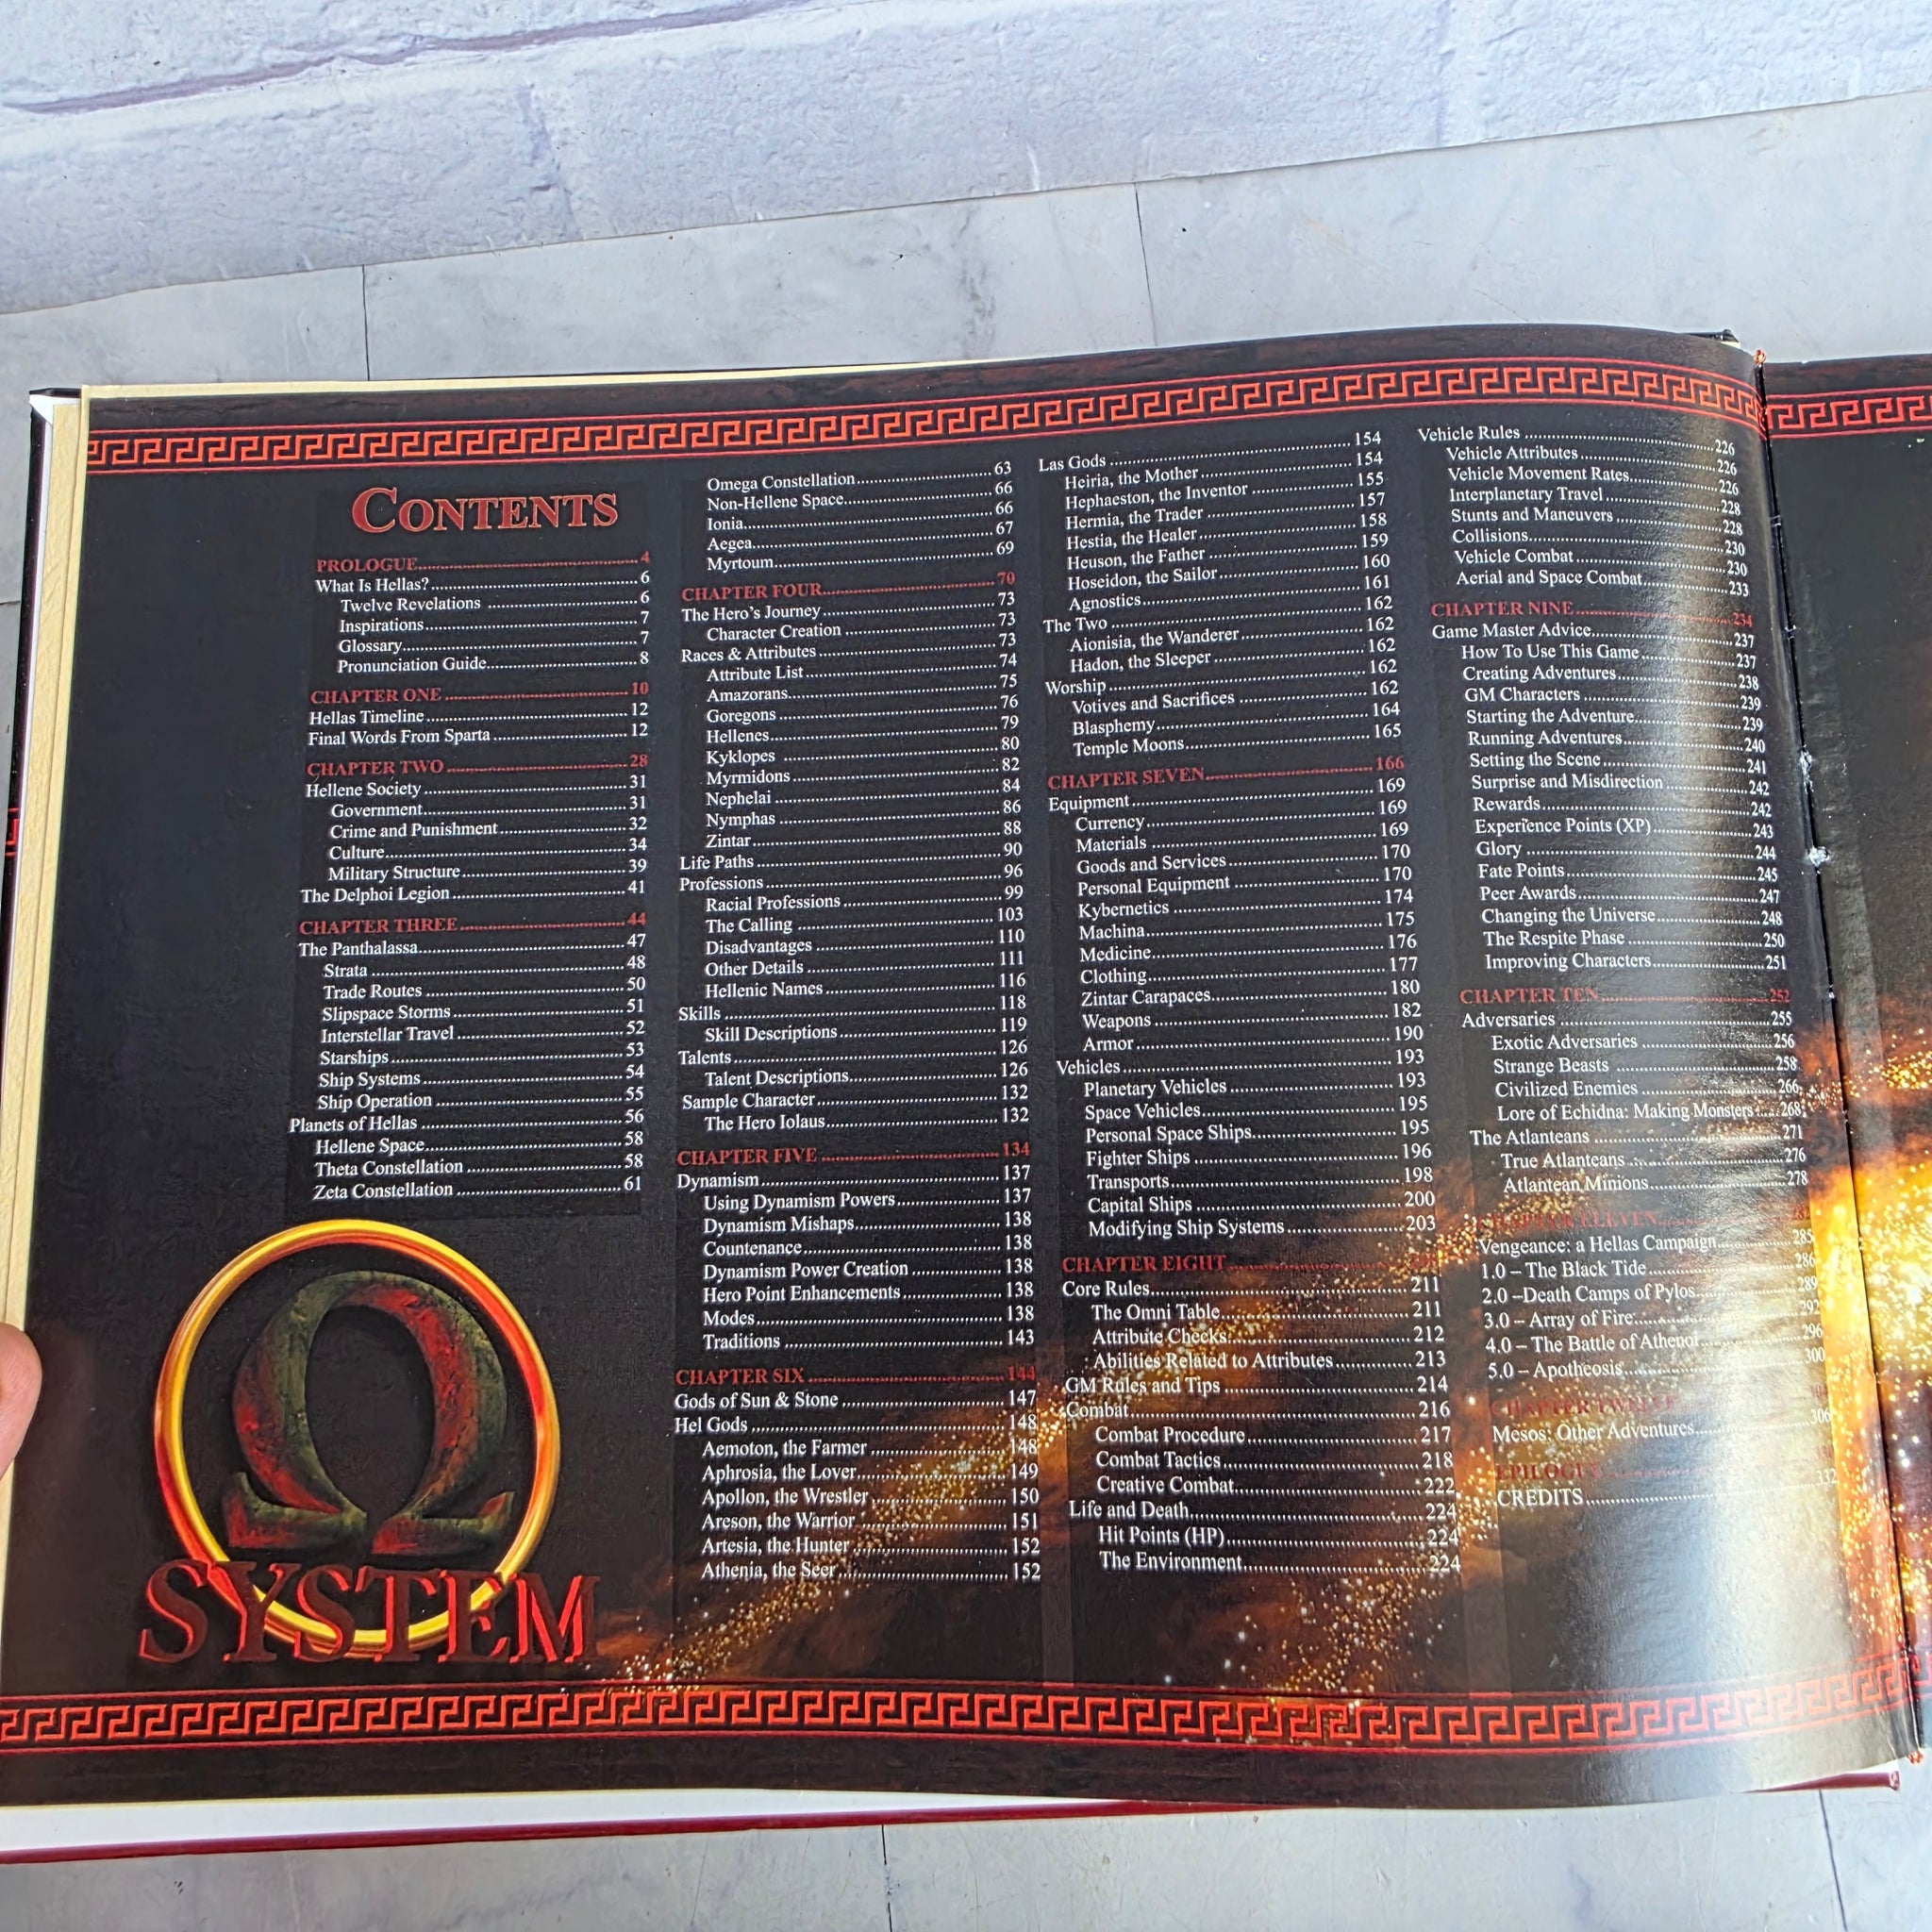 CONTENTS
PROLOGUE 4
What Is Hellas? 6
Twelve Revelations 6
Inspirations 7
Glossary 7
Pronunciation Guide 8
CHAPTER ONE 10
Hellas Timeline 12
Final Words From Sparta 12
CHAPTER TWO 28
Hellene Society 31
Government 31
Crime and Punishment 32
Culture 34
Military Structure 39
The Delphoi Legion 41
CHAPTER THREE 44
The Panthalassa 47
Strata 48
Trade Routes 50
Slipspace Storms 51
Interstellar Travel 52
Starships 53
Ship Systems 54
Ship Operation 55
Planets of Hellas 56
Hellene Space 58
Theta Constellation 58
Zeta Constellation 61
Ω
SYSTEM
Omega Constellation 63
Non-Hellene Space 66
Ionia 66
Aegea 67
Myrtoum 69
CHAPTER FOUR 70
The Hero's Journey 73
Character Creation 73
Races & Attributes 73
Attribute List 74
Amazorans 75
Goregons 76
Hellenes 79
Kyklopes 80
Myrmidons 82
Nephelai 84
Nymphas 86
Zintar 88
Life Paths 90
Professions 96
Racial Professions 99
The Calling 103
Disadvantages 110
Other Details 111
Hellenic Names 116
Skills 118
Skill Descriptions 119
Talents 126
Talent Descriptions 126
Sample Character 132
The Hero Iolaus 132
CHAPTER FIVE 134
Dynamism 137
Using Dynamism Powers 137
Dynamism Mishaps 138
Countenance 138
Dynamism Power Creation 138
Hero Point Enhancements 138
Modes 138
Traditions 143
CHAPTER SIX 144
Gods of Sun & Stone 147
Hel Gods 148
Aemoton, the Farmer 148
Aphrosia, the Lover 149
Apollon, the Wrestler 150
Areson, the Warrior 151
Artesia, the Hunter 152
Athenia, the Seer 152
Las Gods 154
Heiria, the Mother 154
Hephaeston, the Inventor 155
Hermia, the Trader 157
Hestia, the Healer 158
Heuson, the Father 159
Hoseidon, the Sailor 160
Agnostics 161
The Two 162
Aionisia, the Wanderer 162
Hadon, the Sleeper 162
Worship 162
Votives and Sacrifices 162
Blasphemy 164
Temple Moons 165
CHAPTER SEVEN 166
Equipment 169
Currency 169
Materials 169
Goods and Services 170
Personal Equipment 170
Kybernetics 174
Machina 175
Medicine 176
Clothing 177
Zintar Carapaces 180
Weapons 182
Armor 190
Vehicles 193
Planetary Vehicles 193
Space Vehicles 195
Personal Space Ships 195
Fighter Ships 196
Transports 198
Capital Ships 200
Modifying Ship Systems 203
CHAPTER EIGHT
Core Rules 211
The Omni Table 211
Attribute Checks 212
Abilities Related to Attributes 213
GM Rules and Tips 214
Combat 216
Combat Procedure 217
Combat Tactics 218
Creative Combat 222
Life and Death 224
Hit Points (HP) 224
The Environment 224
Vehicle Rules 226
Vehicle Attributes 226
Vehicle Movement Rates 226
Interplanetary Travel 228
Stunts and Maneuvers 228
Collisions 230
Vehicle Combat 230
Aerial and Space Combat 233
CHAPTER NINE 234
Game Master Advice 237
How To Use This Game 237
Creating Adventures 238
GM Characters 239
Starting the Adventure 239
Running Adventures 240
Setting the Scene 241
Surprise and Misdirection 242
Rewards 242
Experience Points (XP) 243
Glory 244
Fate Points 245
Peer Awards 247
Changing the Universe 248
The Respite Phase 250
Improving Characters 251
CHAPTER TEN 252
Adversaries 255
Exotic Adversaries 256
Strange Beasts 258
Civilized Enemies 266
Lore of Echidna: Making Monsters 268
The Atlanteans 271
True Atlanteans 276
Atlantean Minions 278
CHAPTER ELEVEN
Vengeance: a Hellas Campaign 285
1.0 – The Black Tide 286
2.0 –Death Camps of Pylos 289
3.0 – Array of Fire 292
4.0 – The Battle of Athenoi 296
5.0 – Apotheosis 300
CHAPTER TWELVE
Mesos: Other Adventures 306
EPILOGUE
CREDITS 332